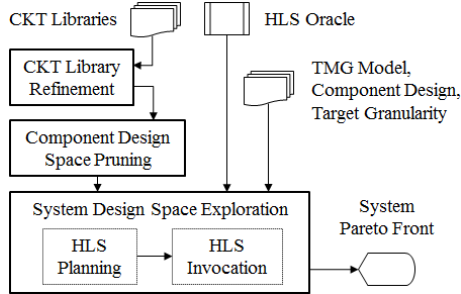 CKT Libraries
HLS Oracle
CKT Library
Refinement
TMG Model,
Component Design,
Target Granularity
Component Design
Space Pruning
System Design Space Exploration
HLS
Planning
HLS
Invocation
System
Pareto Front